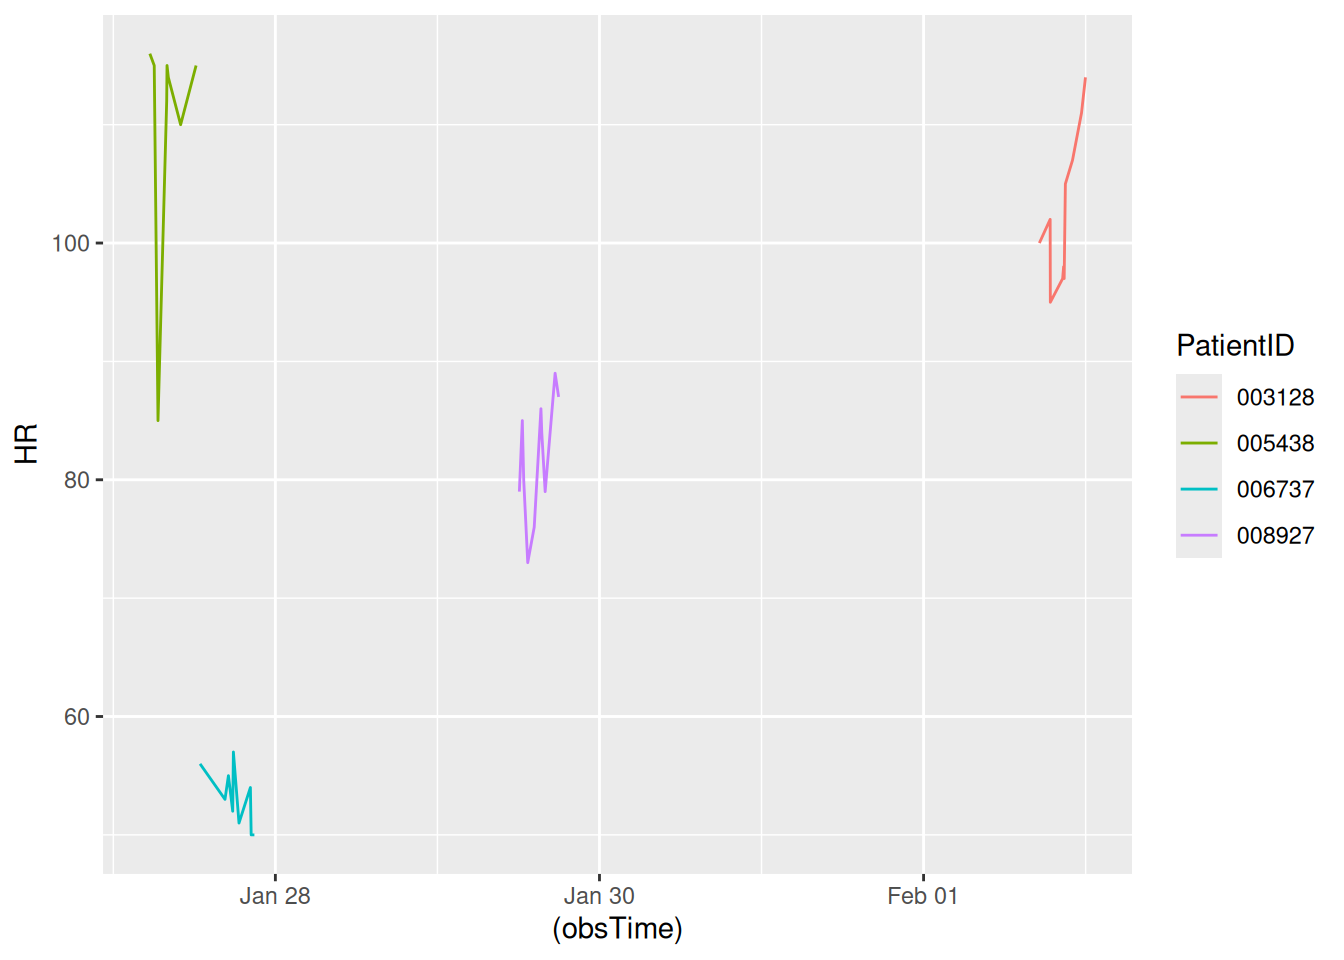 HR
100
80
60
Jan 28
Jan 30
Feb 01
(obsTime)
PatientID
003128
005438
006737
008927